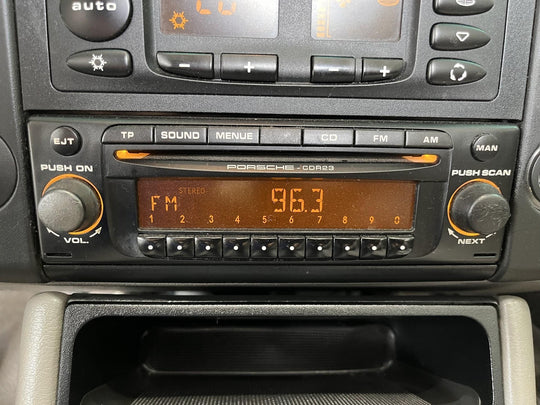 auto
EJT TP SOUND MENUE CD FM AM MAN
PORSCHE - CDR23
PUSH ON PUSH SCAN
STEREO
FM 96.3
1 2 3 4 5 6 7 8 9 0
VOL. NEXT